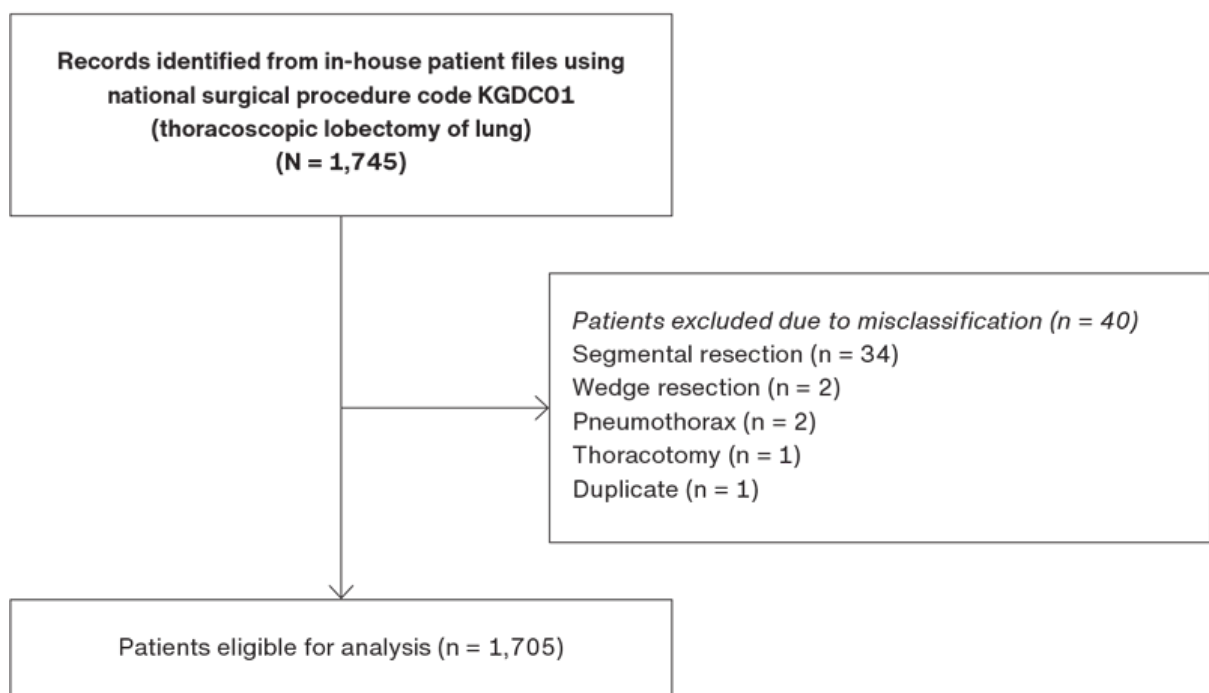 Records identified from in-house patient files using
national surgical procedure code KGDC01
(thoracoscopic lobectomy of lung)
(N = 1,745)
Patients excluded due to misclassification (n = 40)
Segmental resection (n = 34)
Wedge resection (n = 2)
Pneumothorax (n = 2)
Thoracotomy (n = 1)
Duplicate (n = 1)
Patients eligible for analysis (n = 1,705)